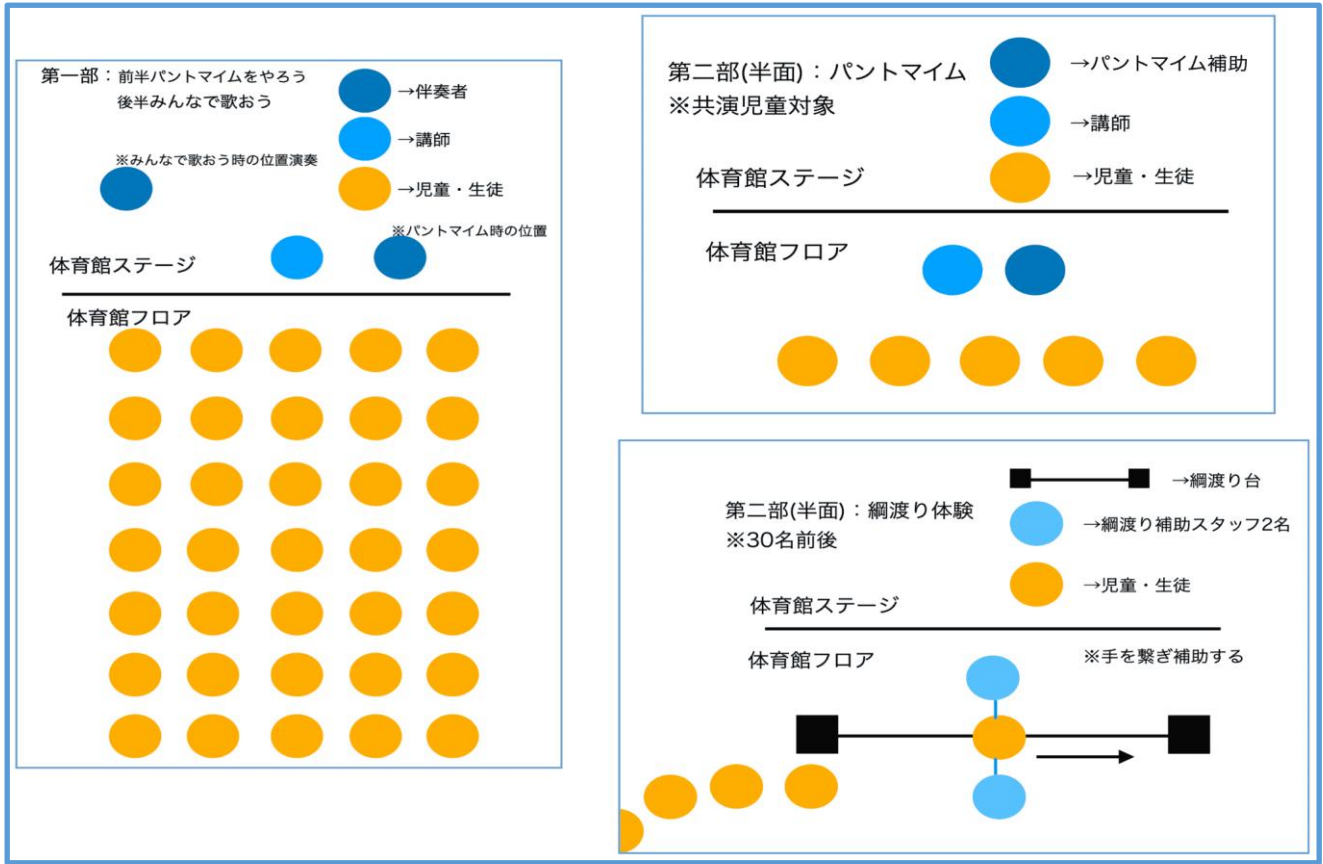 第一部：前半パントマイムをやろう
後半みんなで歌おう
→伴奏者
→講師
※みんなで歌おう時の位置演奏
→児童・生徒
※パントマイム時の位置
体育館ステージ
体育館フロア
第二部(半面)：パントマイム
※共演児童対象
→パントマイム補助
→講師
体育館ステージ
→児童・生徒
体育館フロア
→綱渡り台
第二部(半面)：綱渡り体験
※30名前後
→綱渡り補助スタッフ2名
→児童・生徒
体育館ステージ
体育館フロア
※手を繋ぎ補助する